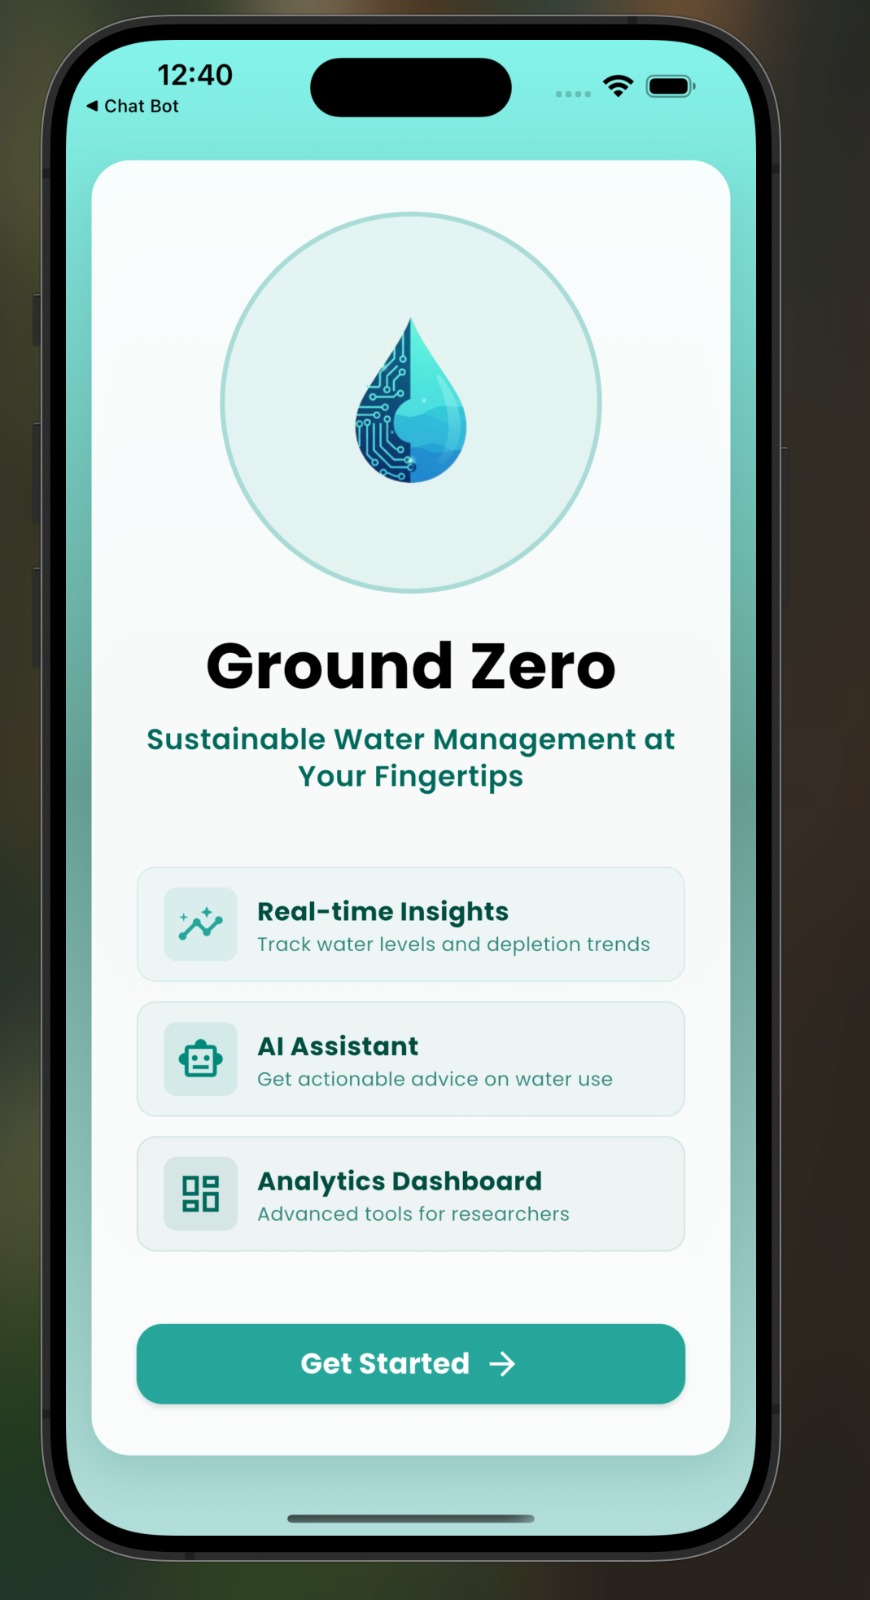 12:40
◀ Chat Bot
Ground Zero
Sustainable Water Management at
Your Fingertips
Real-time Insights
Track water levels and depletion trends
AI Assistant
Get actionable advice on water use
Analytics Dashboard
Advanced tools for researchers
Get Started →